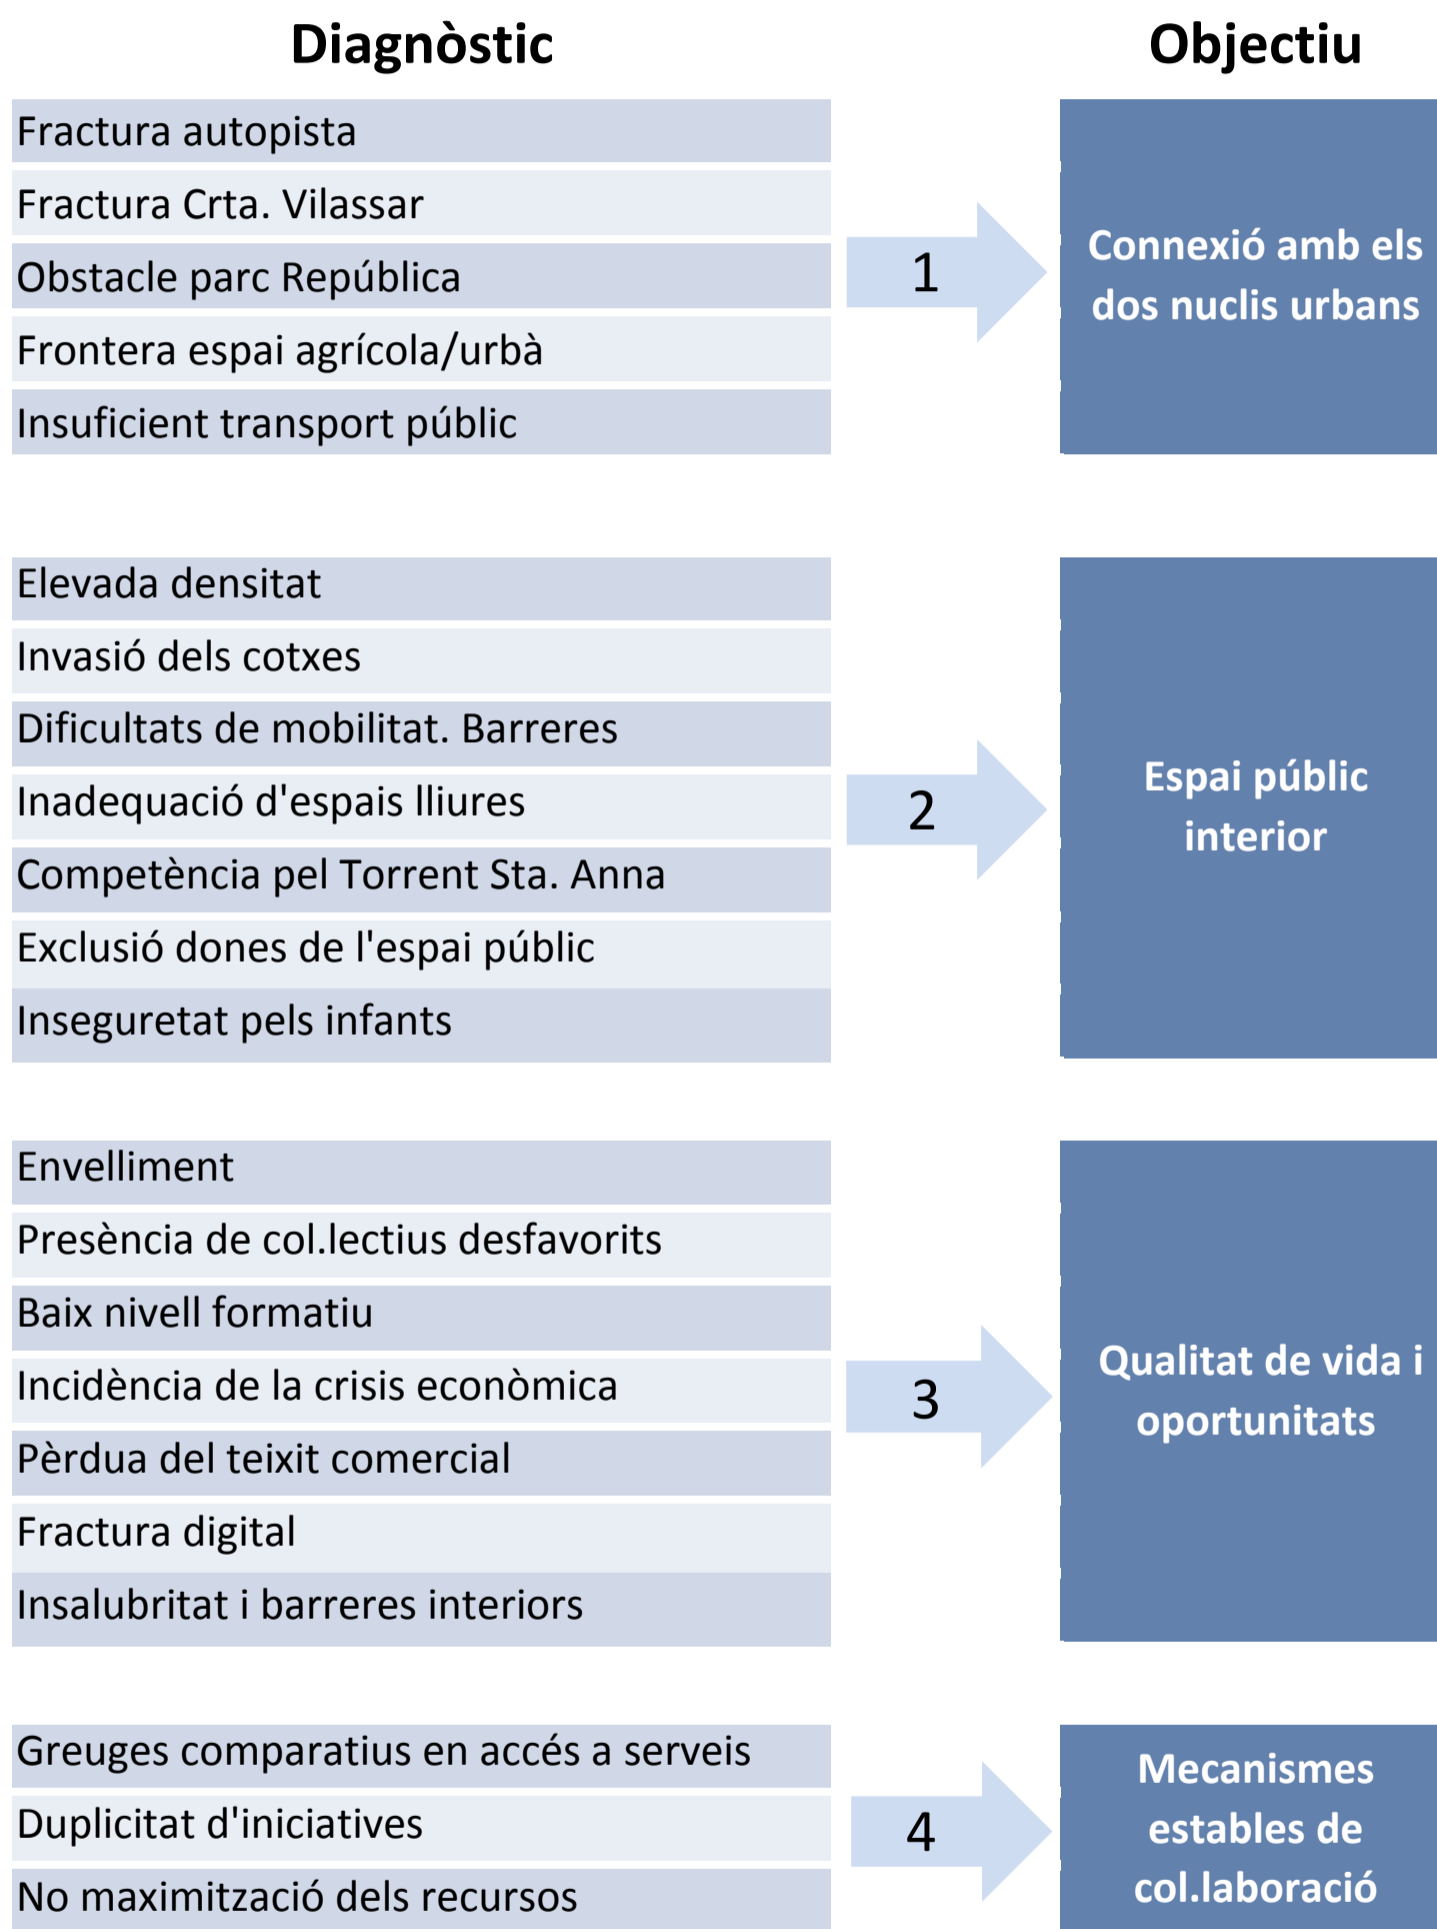 Diagnòstic
Objectiu
Fractura autopista
Fractura Crta. Vilassar
Obstacle parc República
Frontera espai agrícola/urbà
Insuficient transport públic
1
Connexió amb els
dos nuclis urbans
Elevada densitat
Invasió dels cotxes
Dificultats de mobilitat. Barreres
Inadequació d'espais lliures
Competència pel Torrent Sta. Anna
Exclusió dones de l'espai públic
Inseguretat pels infants
2
Espai públic
interior
Envelliment
Presència de col.lectius desfavorits
Baix nivell formatiu
Incidència de la crisis econòmica
Pèrdua del teixit comercial
Fractura digital
Insalubritat i barreres interiors
3
Qualitat de vida i
oportunitats
Greuges comparatius en accés a serveis
Duplicitat d'iniciatives
No maximització dels recursos
4
Mecanismes
estables de
col.laboració